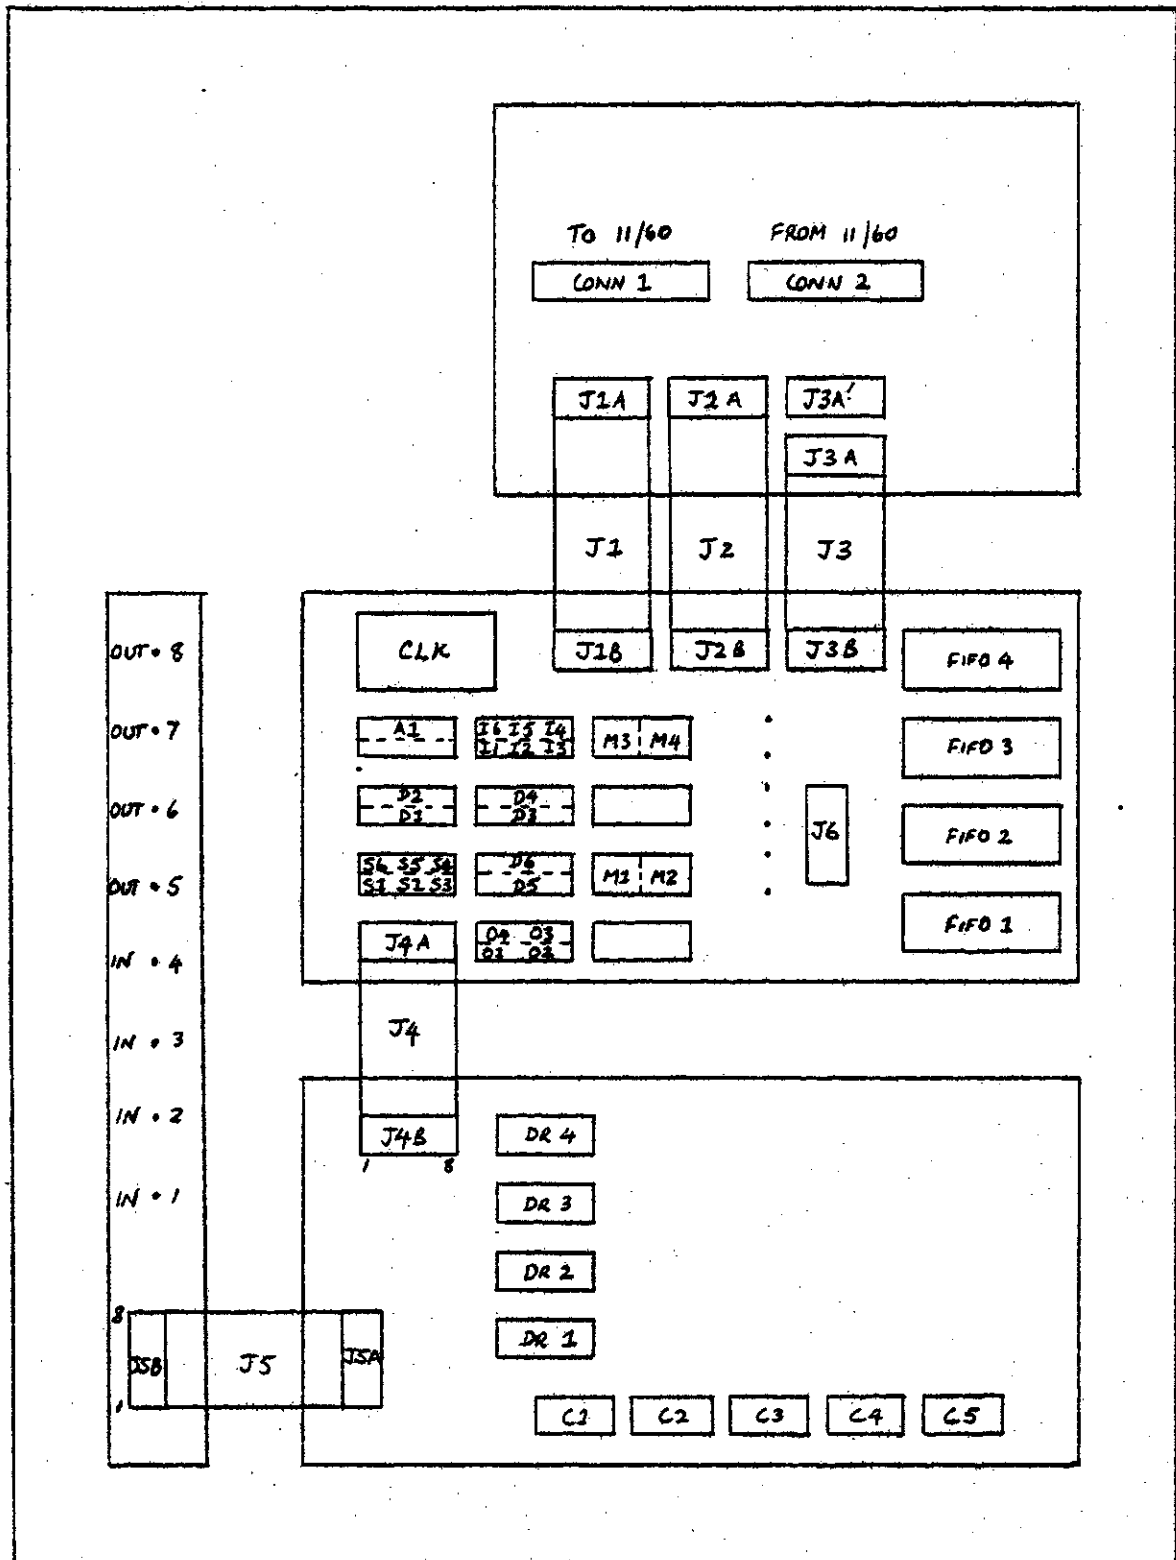 TO 11/60 FROM 11/60
CONN 1 CONN 2
J1A J2A J3A'
J3A
J1 J2 J3
OUT • 8 CLK J1B J2B J3B FIFO 4
OUT • 7 A1 I6 I5 I4 M3 M4 FIFO 3
I1 I2 I3
OUT • 6 D2 D4 J6 FIFO 2
D1 D3
OUT • 5 S6 S5 S4 D6 M1 M2 FIFO 1
S1 S2 S3 D5
IN • 4 J4A O4 O3
O1 O2
IN • 3 J4
IN • 2 J4B DR 4
1 8
IN • 1 DR 3
DR 2
8
J5B J5 J5A DR 1
1
C1 C2 C3 C4 C5